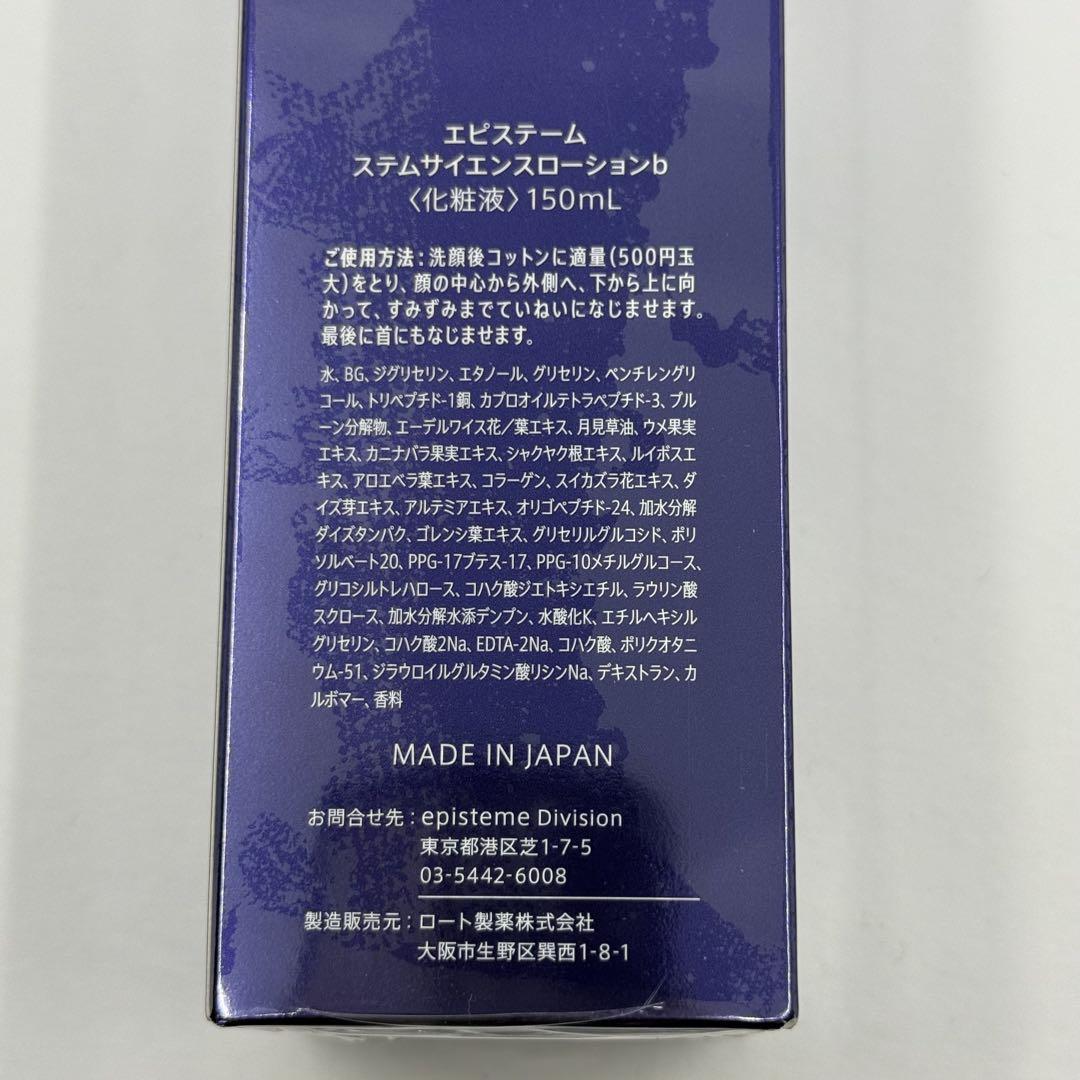 エピステーム
ステムサイエンスローションb
〈化粧液〉150mL
ご使用方法：洗顔後コットンに適量(500円玉
大)をとり、顔の中心から外側へ、下から上に向
かって、すみずみまでていねいになじませます。
最後に首にもなじませます。
水、BG、ジグリセリン、エタノール、グリセリン、ペンチレングリ
コール、トリペプチド-1銅、カプロオイルテトラペプチド-3、プル
ーン分解物、エーデルワイス花／葉エキス、月見草油、ウメ果実
エキス、カニナバラ果実エキス、シャクヤク根エキス、ルイボスエ
キス、アロエベラ葉エキス、コラーゲン、スイカズラ花エキス、ダ
イズ芽エキス、アルテミアエキス、オリゴペプチド-24、加水分解
ダイズタンパク、ゴレンシ葉エキス、グリセリルグルコシド、ポリ
ソルベート20、PPG-17ブテス-17、PPG-10メチルグルコース、
グリコシルトレハロース、コハク酸ジエトキシエチル、ラウリン酸
スクロース、加水分解水添デンプン、水酸化K、エチルヘキシル
グリセリン、コハク酸2Na、EDTA-2Na、コハク酸、ポリクオタニ
ウム-51、ジラウロイルグルタミン酸リシンNa、デキストラン、カ
ルボマー、香料
MADE IN JAPAN
お問合せ先：episteme Division
東京都港区芝1-7-5
03-5442-6008
製造販売元：ロート製薬株式会社
大阪市生野区巽西1-8-1